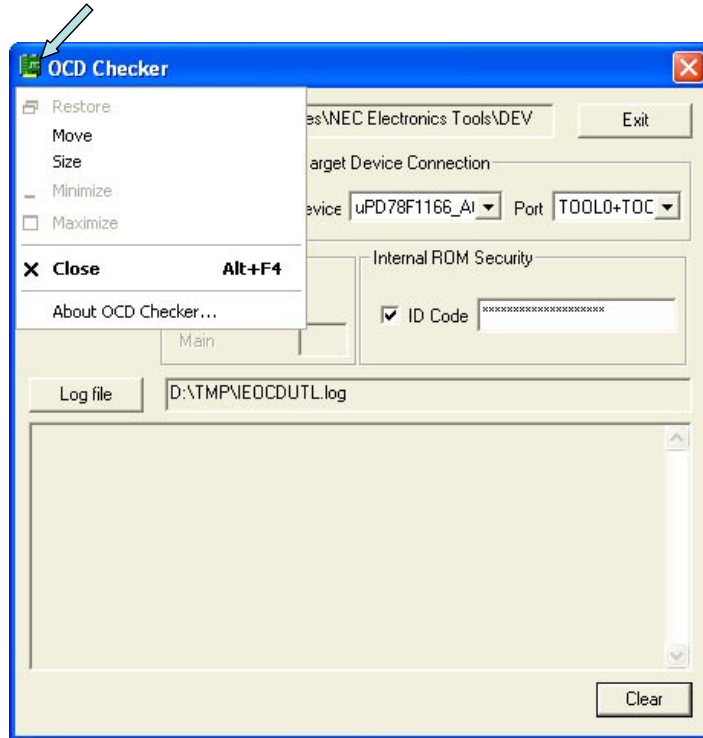 OCD Checker
Restore
es\NEC Electronics Tools\DEV
Exit
Move
Size
arget Device Connection
Minimize
evice uPD78F1166_A( Port TOOL0+TOC
Maximize
Close Alt+F4
Internal ROM Security
About OCD Checker...
ID Code ********************
Main
Log file D:\TMP\IEOCDUTL.log
Clear